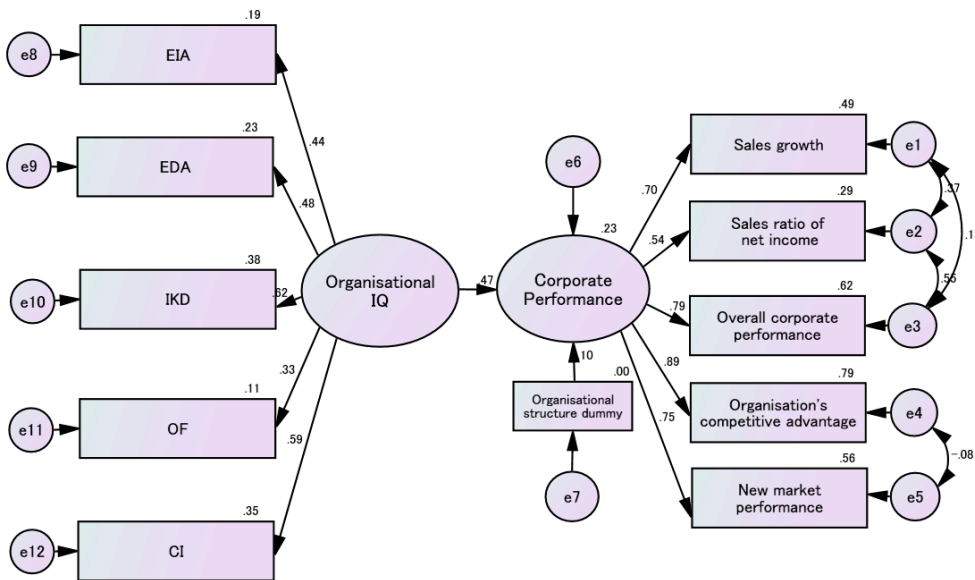 .19
e8
EIA
.44
.23
e9
EDA
.48
.38
e10
IKD
.62
.11
e11
OF
.33
.35
e12
CI
.59
Organisational
IQ
.47
e6
.23
Corporate
Performance
10
.00
Organisational
structure dummy
e7
.70
.54
.79
.89
.75
.49
Sales growth
e1
.29
Sales ratio of
net income
e2
.62
Overall corporate
performance
e3
.79
Organisation's
competitive advantage
e4
.56
New market
performance
e5
.37
.55
-.08